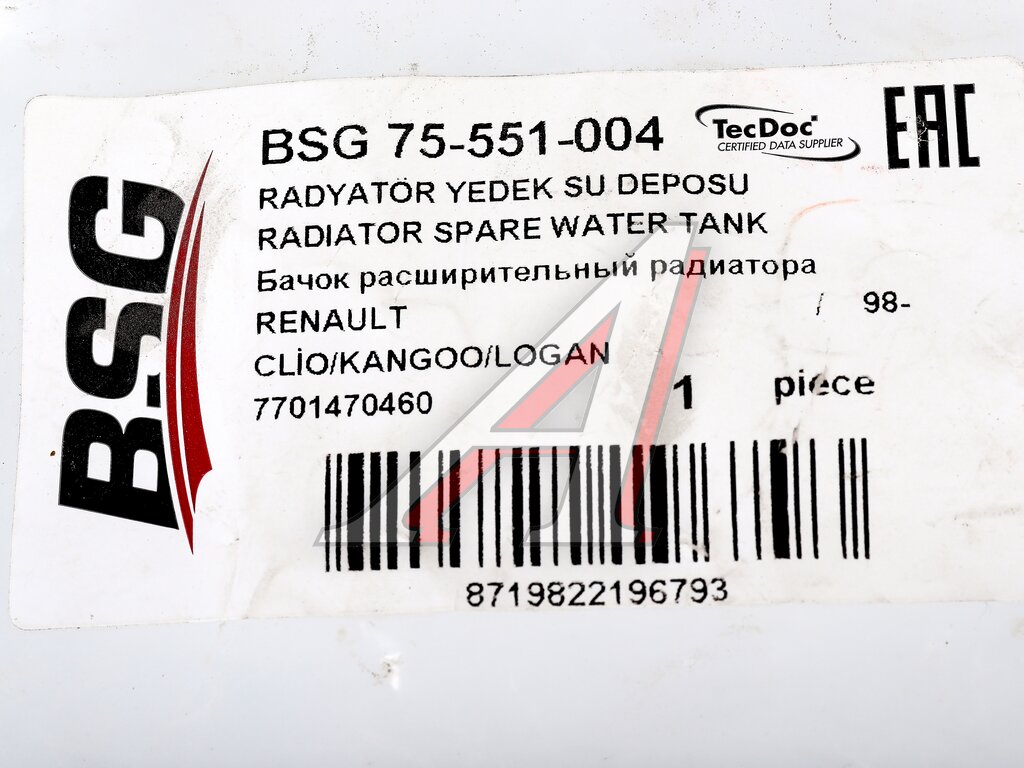 BSG
BSG 75-551-004
TecDoc
CERTIFIED DATA SUPPLIER
EAC
RADYATÖR YEDEK SU DEPOSU
RADIATOR SPARE WATER TANK
Бачок расширительный радиатора
RENAULT / 98-
CLİO/KANGOO/LOGAN
7701470460 1 piece
8719822196793